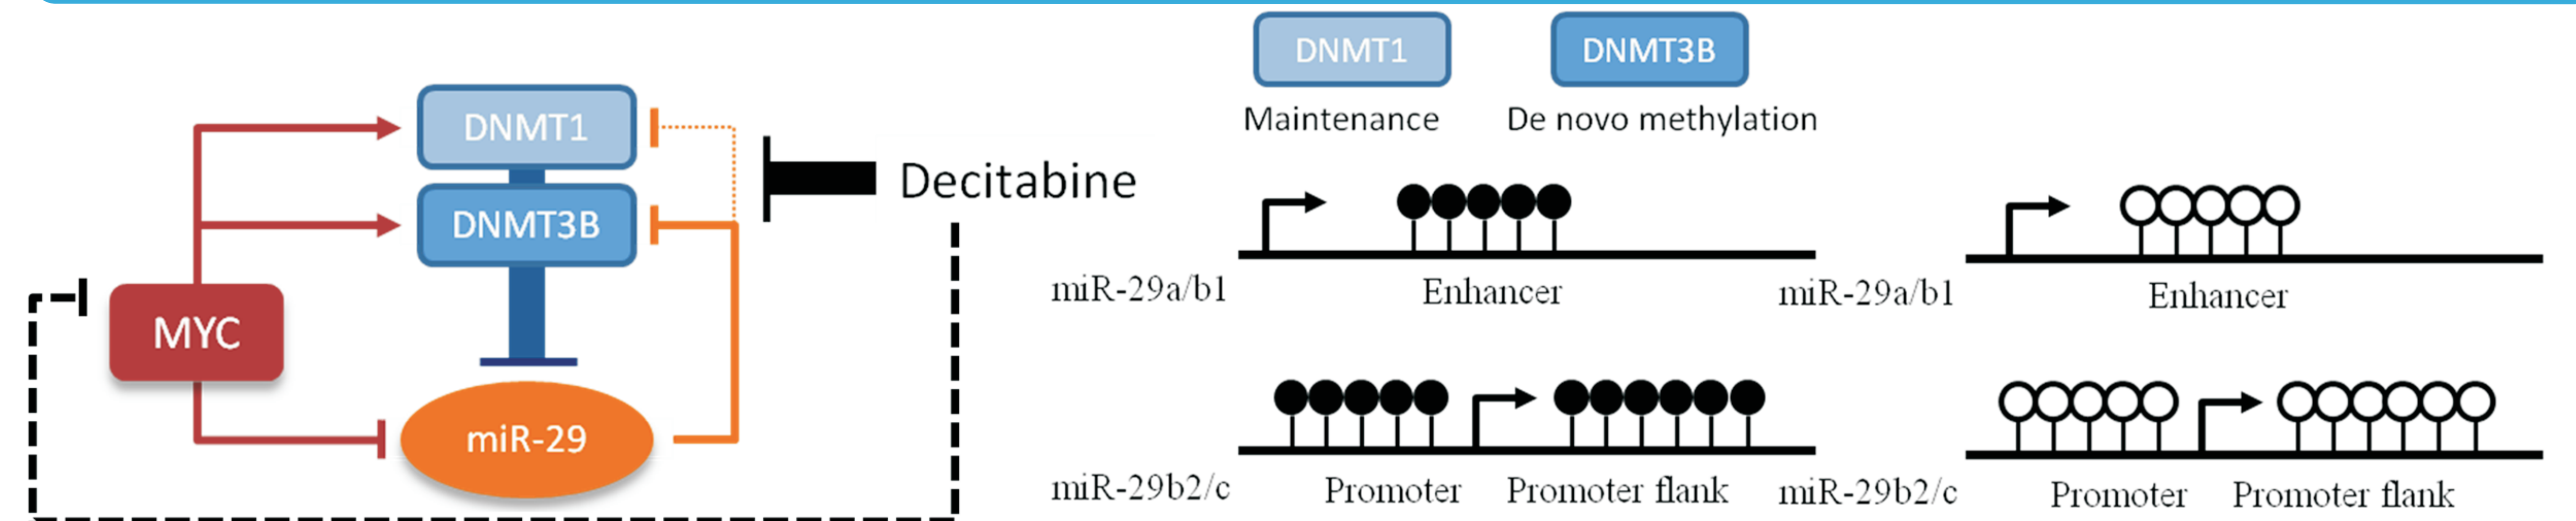 DNMT1
DNMT3B
MYC
miR-29
Decitabine
DNMT1 DNMT3B
Maintenance De novo methylation
miR-29a/b1 Enhancer
miR-29b2/c Promoter Promoter flank
miR-29a/b1 Enhancer
miR-29b2/c Promoter Promoter flank